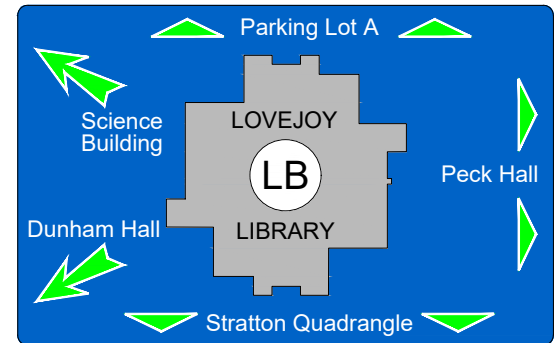 Parking Lot A
Science
Building
LOVEJOY
LB
LIBRARY
Peck Hall
Dunham Hall
Stratton Quadrangle